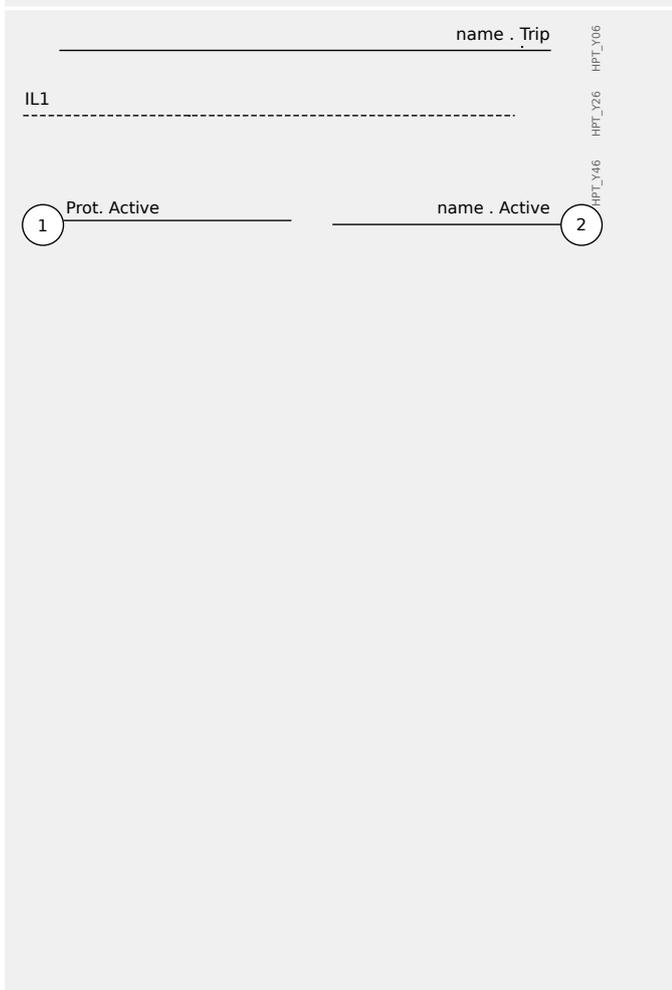 name . Trip
HPT_Y06
IL1
HPT_Y26
HPT_Y46
Prot. Active
name . Active
1
2